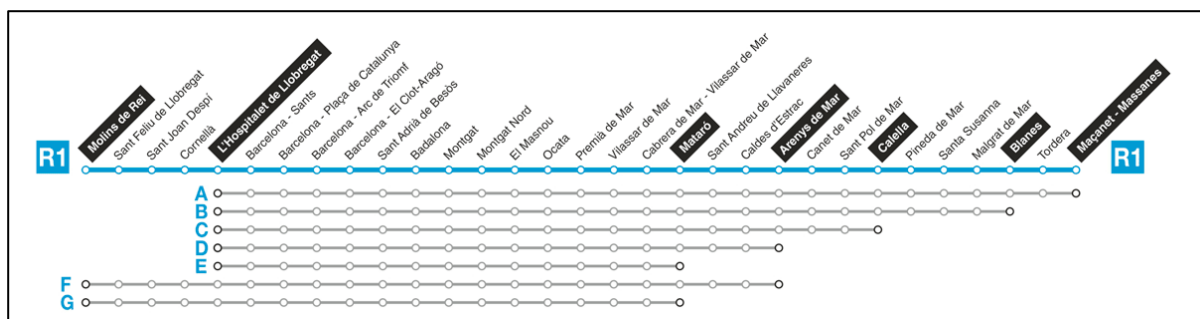 R1
Molins de Rei
Sant Feliu de Llobregat
Sant Joan Despí
Cornellà
L'Hospitalet de Llobregat
Barcelona - Sants
Barcelona - Plaça de Catalunya
Barcelona - Arc de Triomf
Barcelona - El Clot-Aragó
Sant Adrià de Besòs
Badalona
Montgat
Montgat Nord
El Masnou
Ocata
Premià de Mar
Vilassar de Mar
Cabrera de Mar - Vilassar de Mar
Mataró
Sant Andreu de Llavaneres
Caldes d'Estrac
Arenys de Mar
Canet de Mar
Sant Pol de Mar
Calella
Pineda de Mar
Santa Susanna
Malgrat de Mar
Blanes
Tordera
Maçanet - Massanes
R1
A
B
C
D
E
F
G